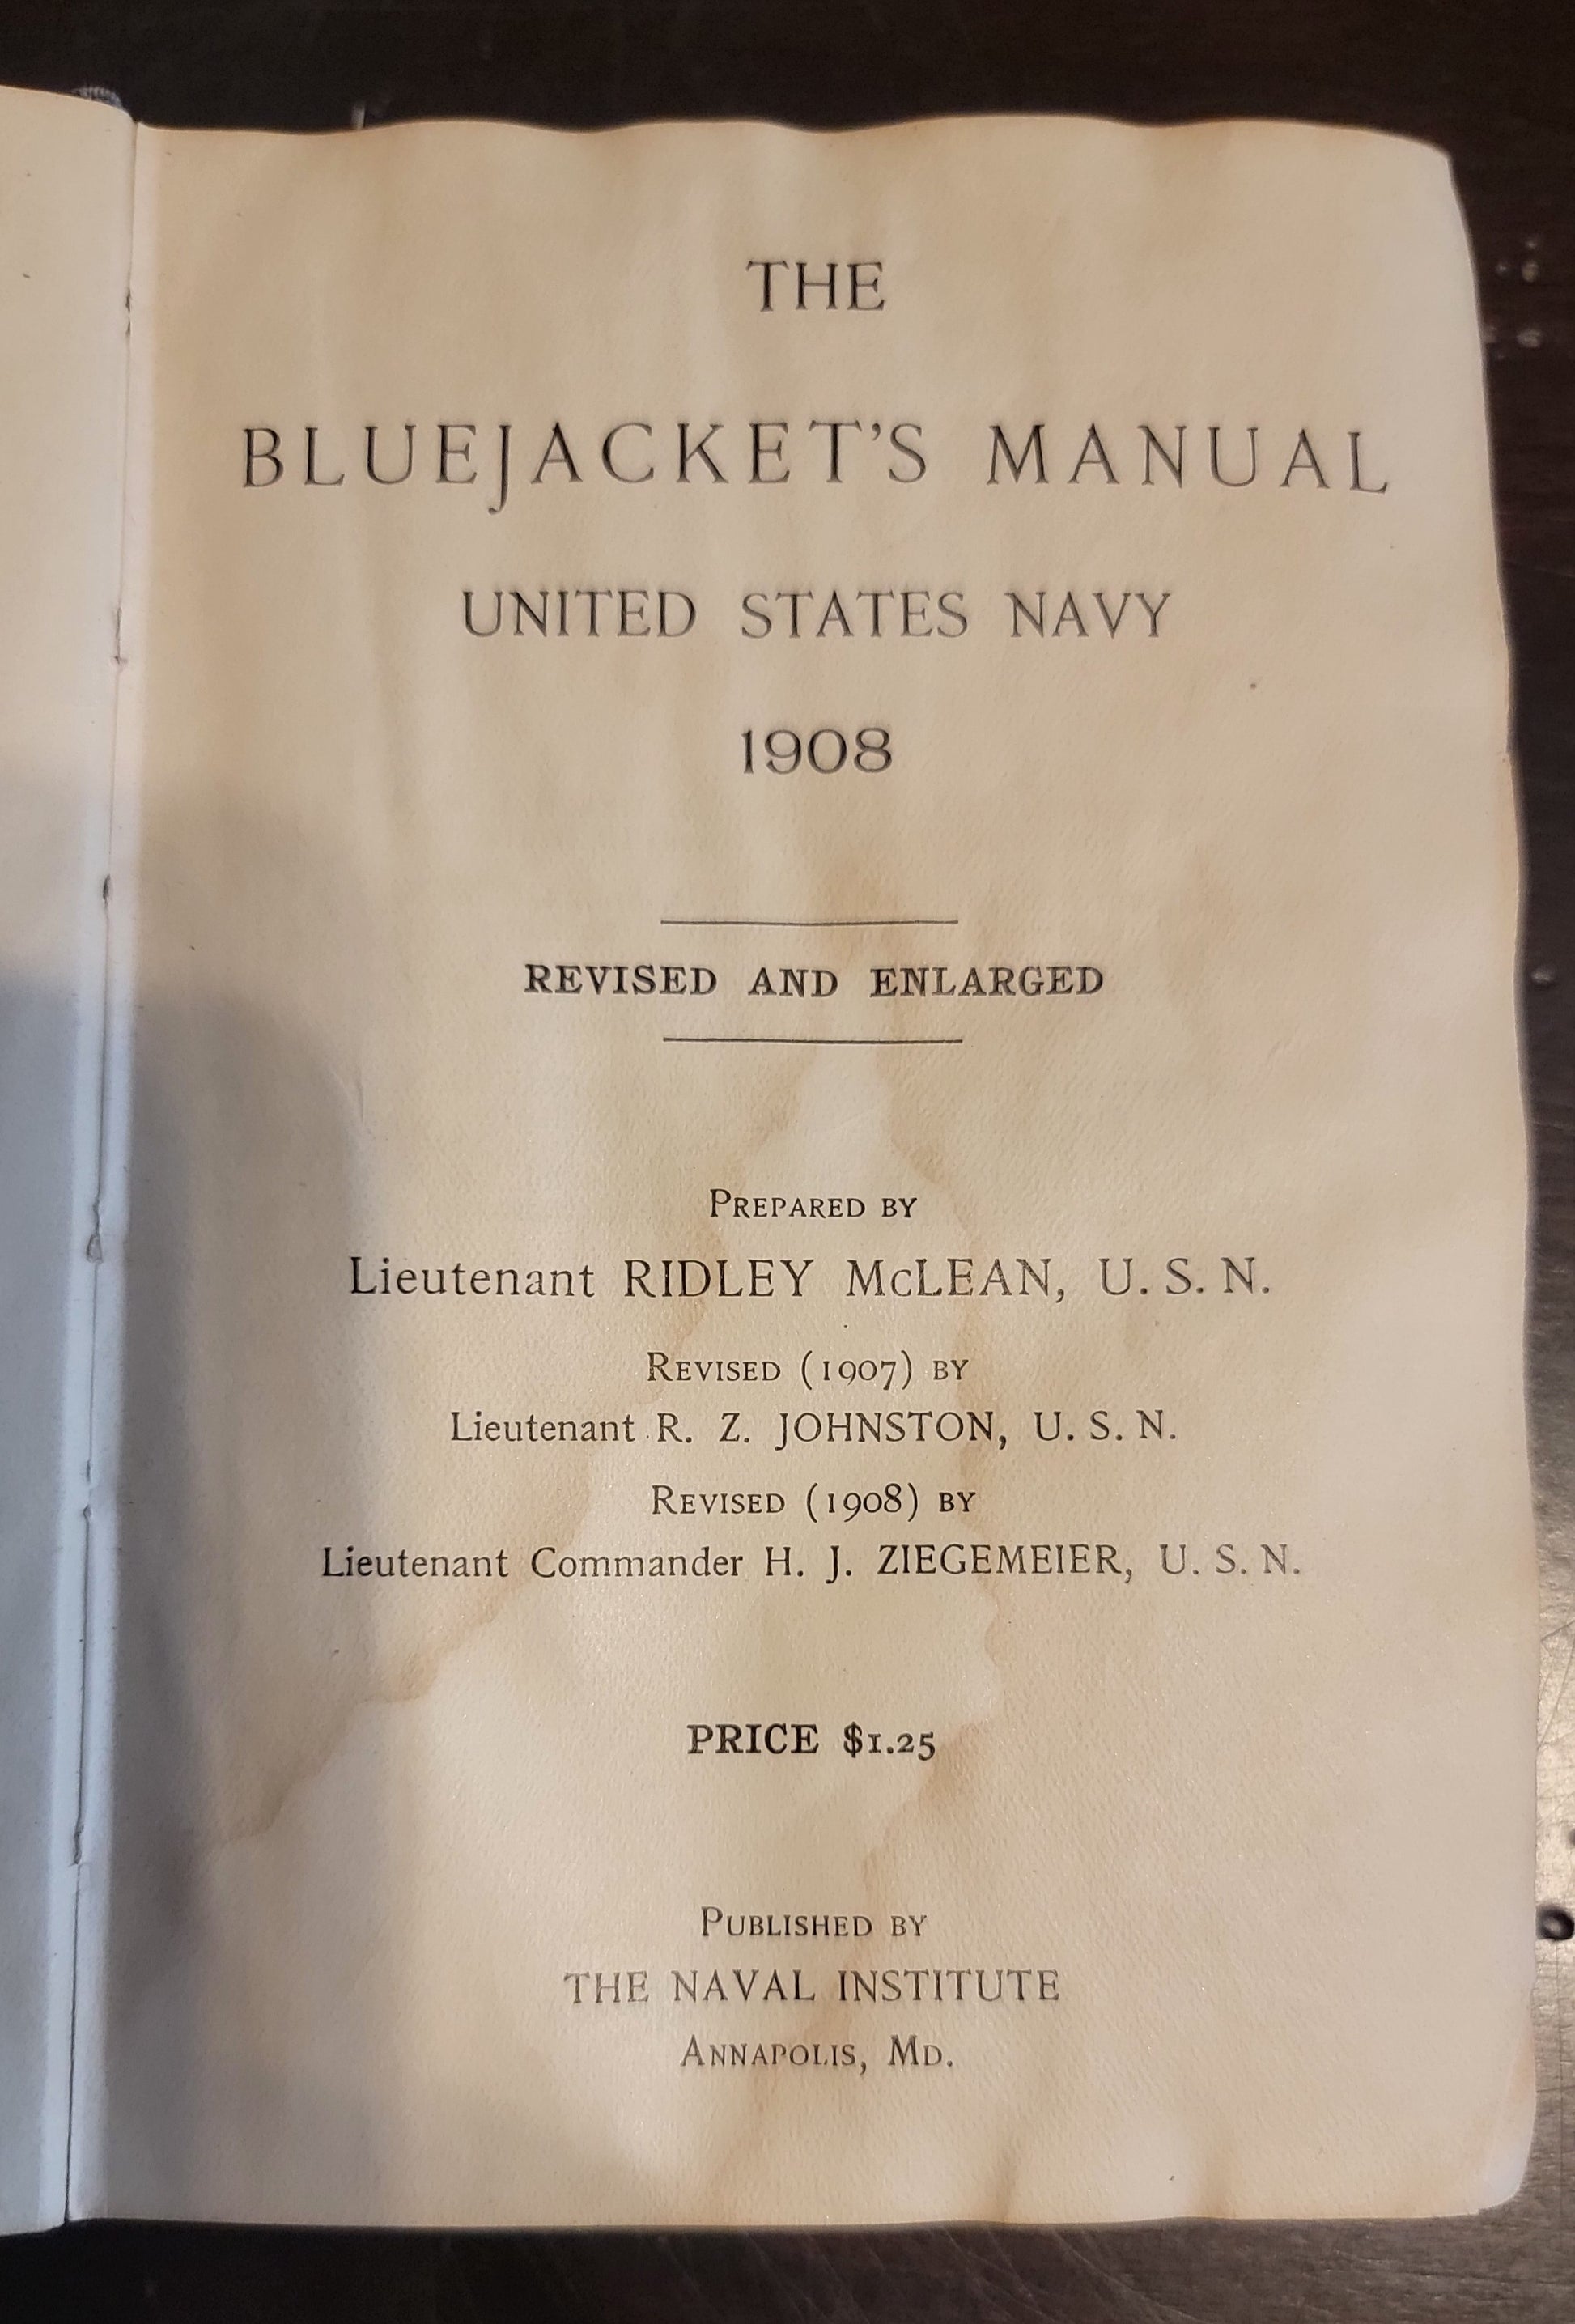 THE
BLUEJACKET'S MANUAL
UNITED STATES NAVY
1908
REVISED AND ENLARGED
PREPARED BY
Lieutenant RIDLEY McLEAN, U. S. N.
REVISED (1907) BY
Lieutenant R. Z. JOHNSTON, U. S. N.
REVISED (1908) BY
Lieutenant Commander H. J. ZIEGEMEIER, U. S. N.
PRICE $1.25
PUBLISHED BY
THE NAVAL INSTITUTE
ANNAPOLIS, MD.